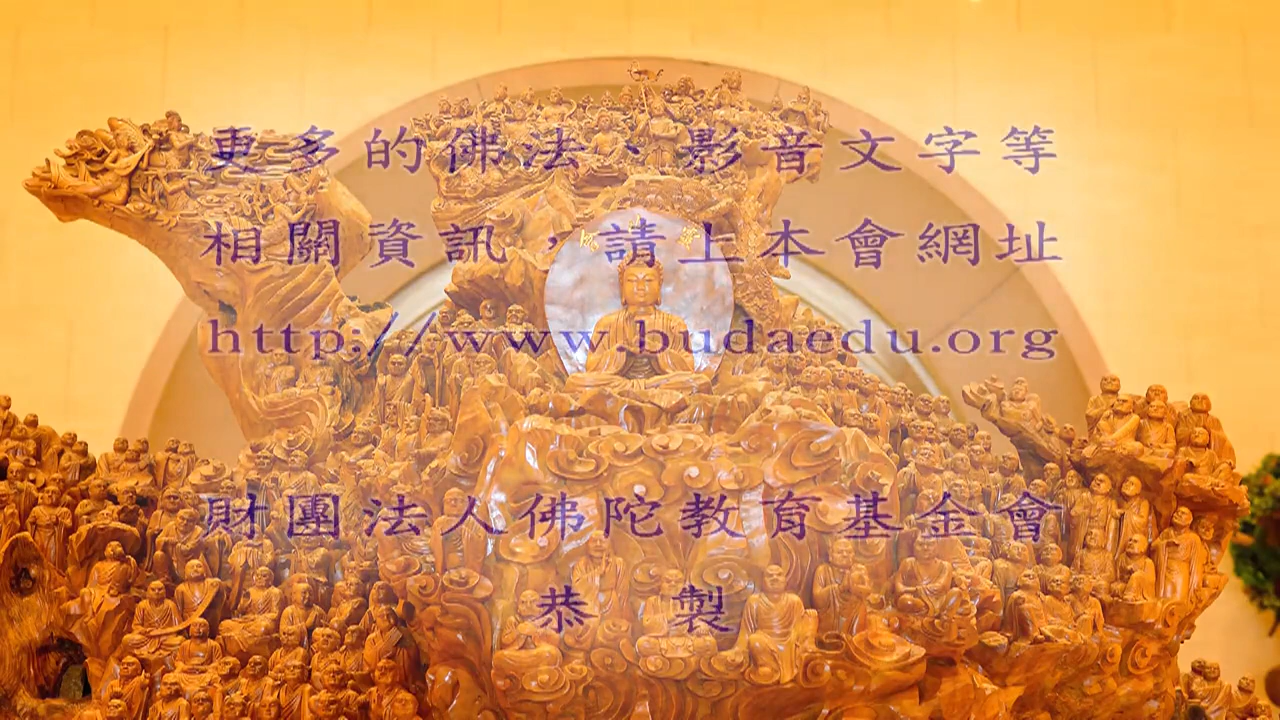 更多的佛法、影音文字等
相關資訊，請上本會網址
http://www.budaedu.org
財團法人佛陀教育基金會
恭 製